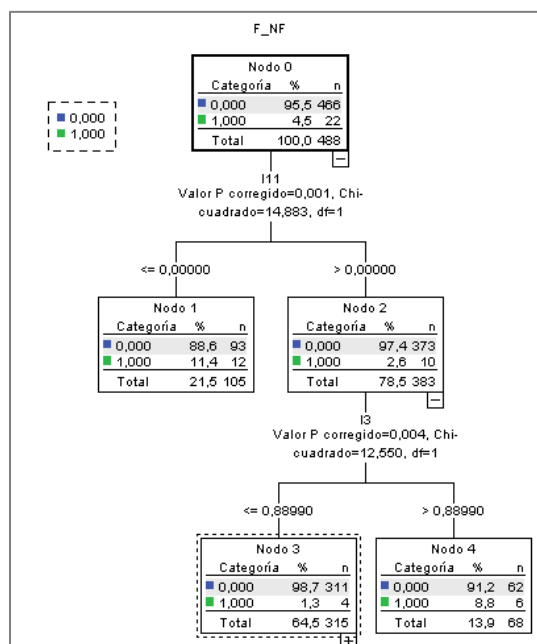 F_NF
Nodo 0
Categoría % n
0,000 95,5 466
1,000 4,5 22
Total 100,0 488
0,000
1,000
I11
Valor P corregido=0,001, Chi-
cuadrado=14,883, df=1
<= 0,00000
> 0,00000
Nodo 1
Categoría % n
0,000 88,6 93
1,000 11,4 12
Total 21,5 105
Nodo 2
Categoría % n
0,000 97,4 373
1,000 2,6 10
Total 78,5 383
I3
Valor P corregido=0,004, Chi-
cuadrado=12,550, df=1
<= 0,88990
> 0,88990
Nodo 3
Categoría % n
0,000 98,7 311
1,000 1,3 4
Total 64,5 315
Nodo 4
Categoría % n
0,000 91,2 62
1,000 8,8 6
Total 13,9 68